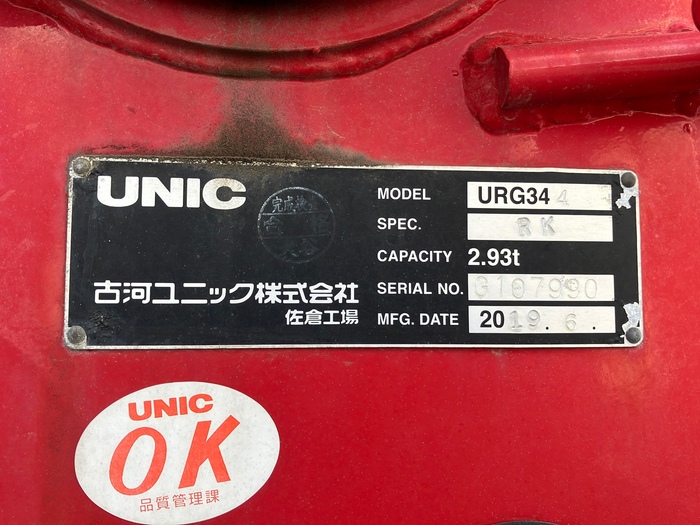 UNIC
MODEL URG344
SPEC. RK
CAPACITY 2.93t
SERIAL NO. G107990
MFG. DATE 2019.6.
古河ユニック株式会社
佐倉工場
UNIC
OK
品質管理課